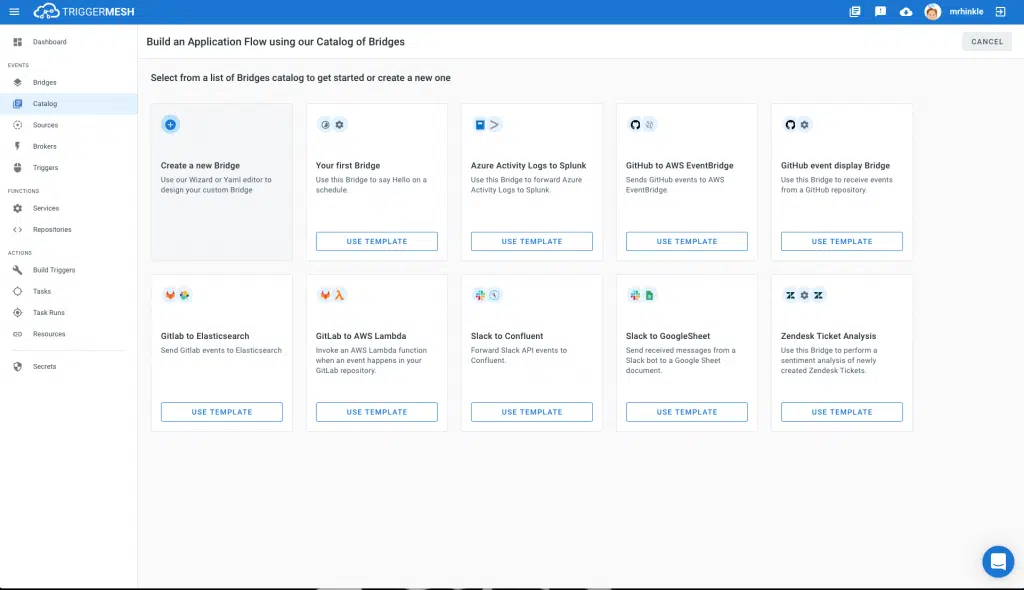 TRIGGERMESH
mrhinkle
Dashboard
EVENTS
Bridges
Catalog
Sources
Brokers
Triggers
FUNCTIONS
Services
Repositories
ACTIONS
Build Triggers
Tasks
Task Runs
Resources
Secrets
Build an Application Flow using our Catalog of Bridges
CANCEL
Select from a list of Bridges catalog to get started or create a new one
Create a new Bridge
Use our Wizard or Yaml editor to
design your custom Bridge
Your first Bridge
Use this Bridge to say Hello on a
schedule.
USE TEMPLATE
Azure Activity Logs to Splunk
Use this Bridge to forward Azure
Activity Logs to Splunk.
USE TEMPLATE
GitHub to AWS EventBridge
Sends GitHub events to AWS
EventBridge.
USE TEMPLATE
GitHub event display Bridge
Use this Bridge to receive events
from a GitHub repository.
USE TEMPLATE
Gitlab to Elasticsearch
Send Gitlab events to Elasticsearch
USE TEMPLATE
GitLab to AWS Lambda
Invoke an AWS Lambda function
when an event happens in your
GitLab repository.
USE TEMPLATE
Slack to Confluent
Forward Slack API events to
Confluent.
USE TEMPLATE
Slack to GoogleSheet
Send received messages from a
Slack bot to a Google Sheet
document.
USE TEMPLATE
Zendesk Ticket Analysis
Use this Bridge to perform a
sentiment analysis of newly
created Zendesk Tickets.
USE TEMPLATE